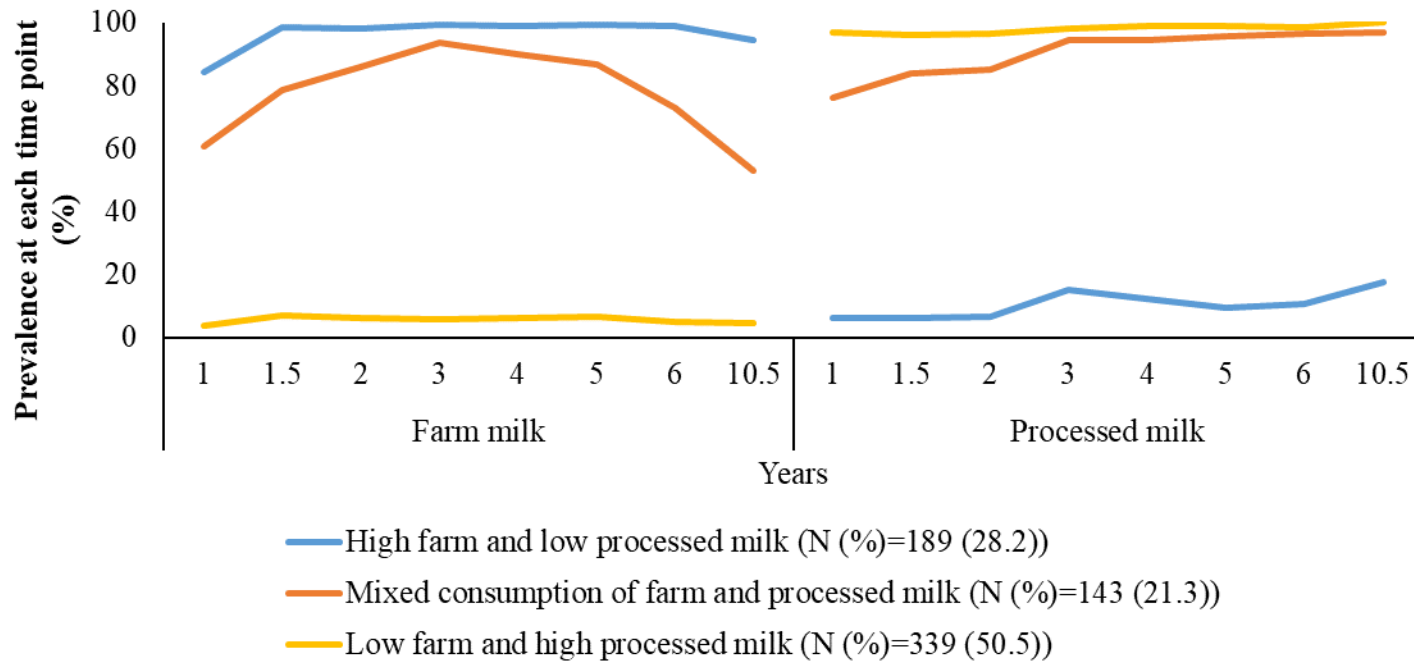 Prevalence at each time point
(%)
100
80
60
40
20
0
1 1.5 2 3 4 5 6 10.5 1 1.5 2 3 4 5 6 10.5
Farm milk Processed milk
Years
High farm and low processed milk (N (%)=189 (28.2))
Mixed consumption of farm and processed milk (N (%)=143 (21.3))
Low farm and high processed milk (N (%)=339 (50.5))